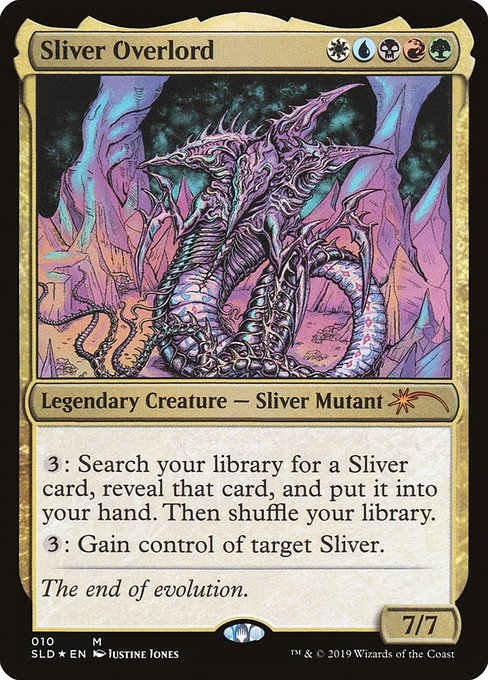 Sliver Overlord
Legendary Creature — Sliver Mutant
3: Search your library for a Sliver
card, reveal that card, and put it into
your hand. Then shuffle your library.
3: Gain control of target Sliver.
The end of evolution.
7/7
010 M
SLD ★ EN Justine Jones
™ & © 2019 Wizards of the Coast